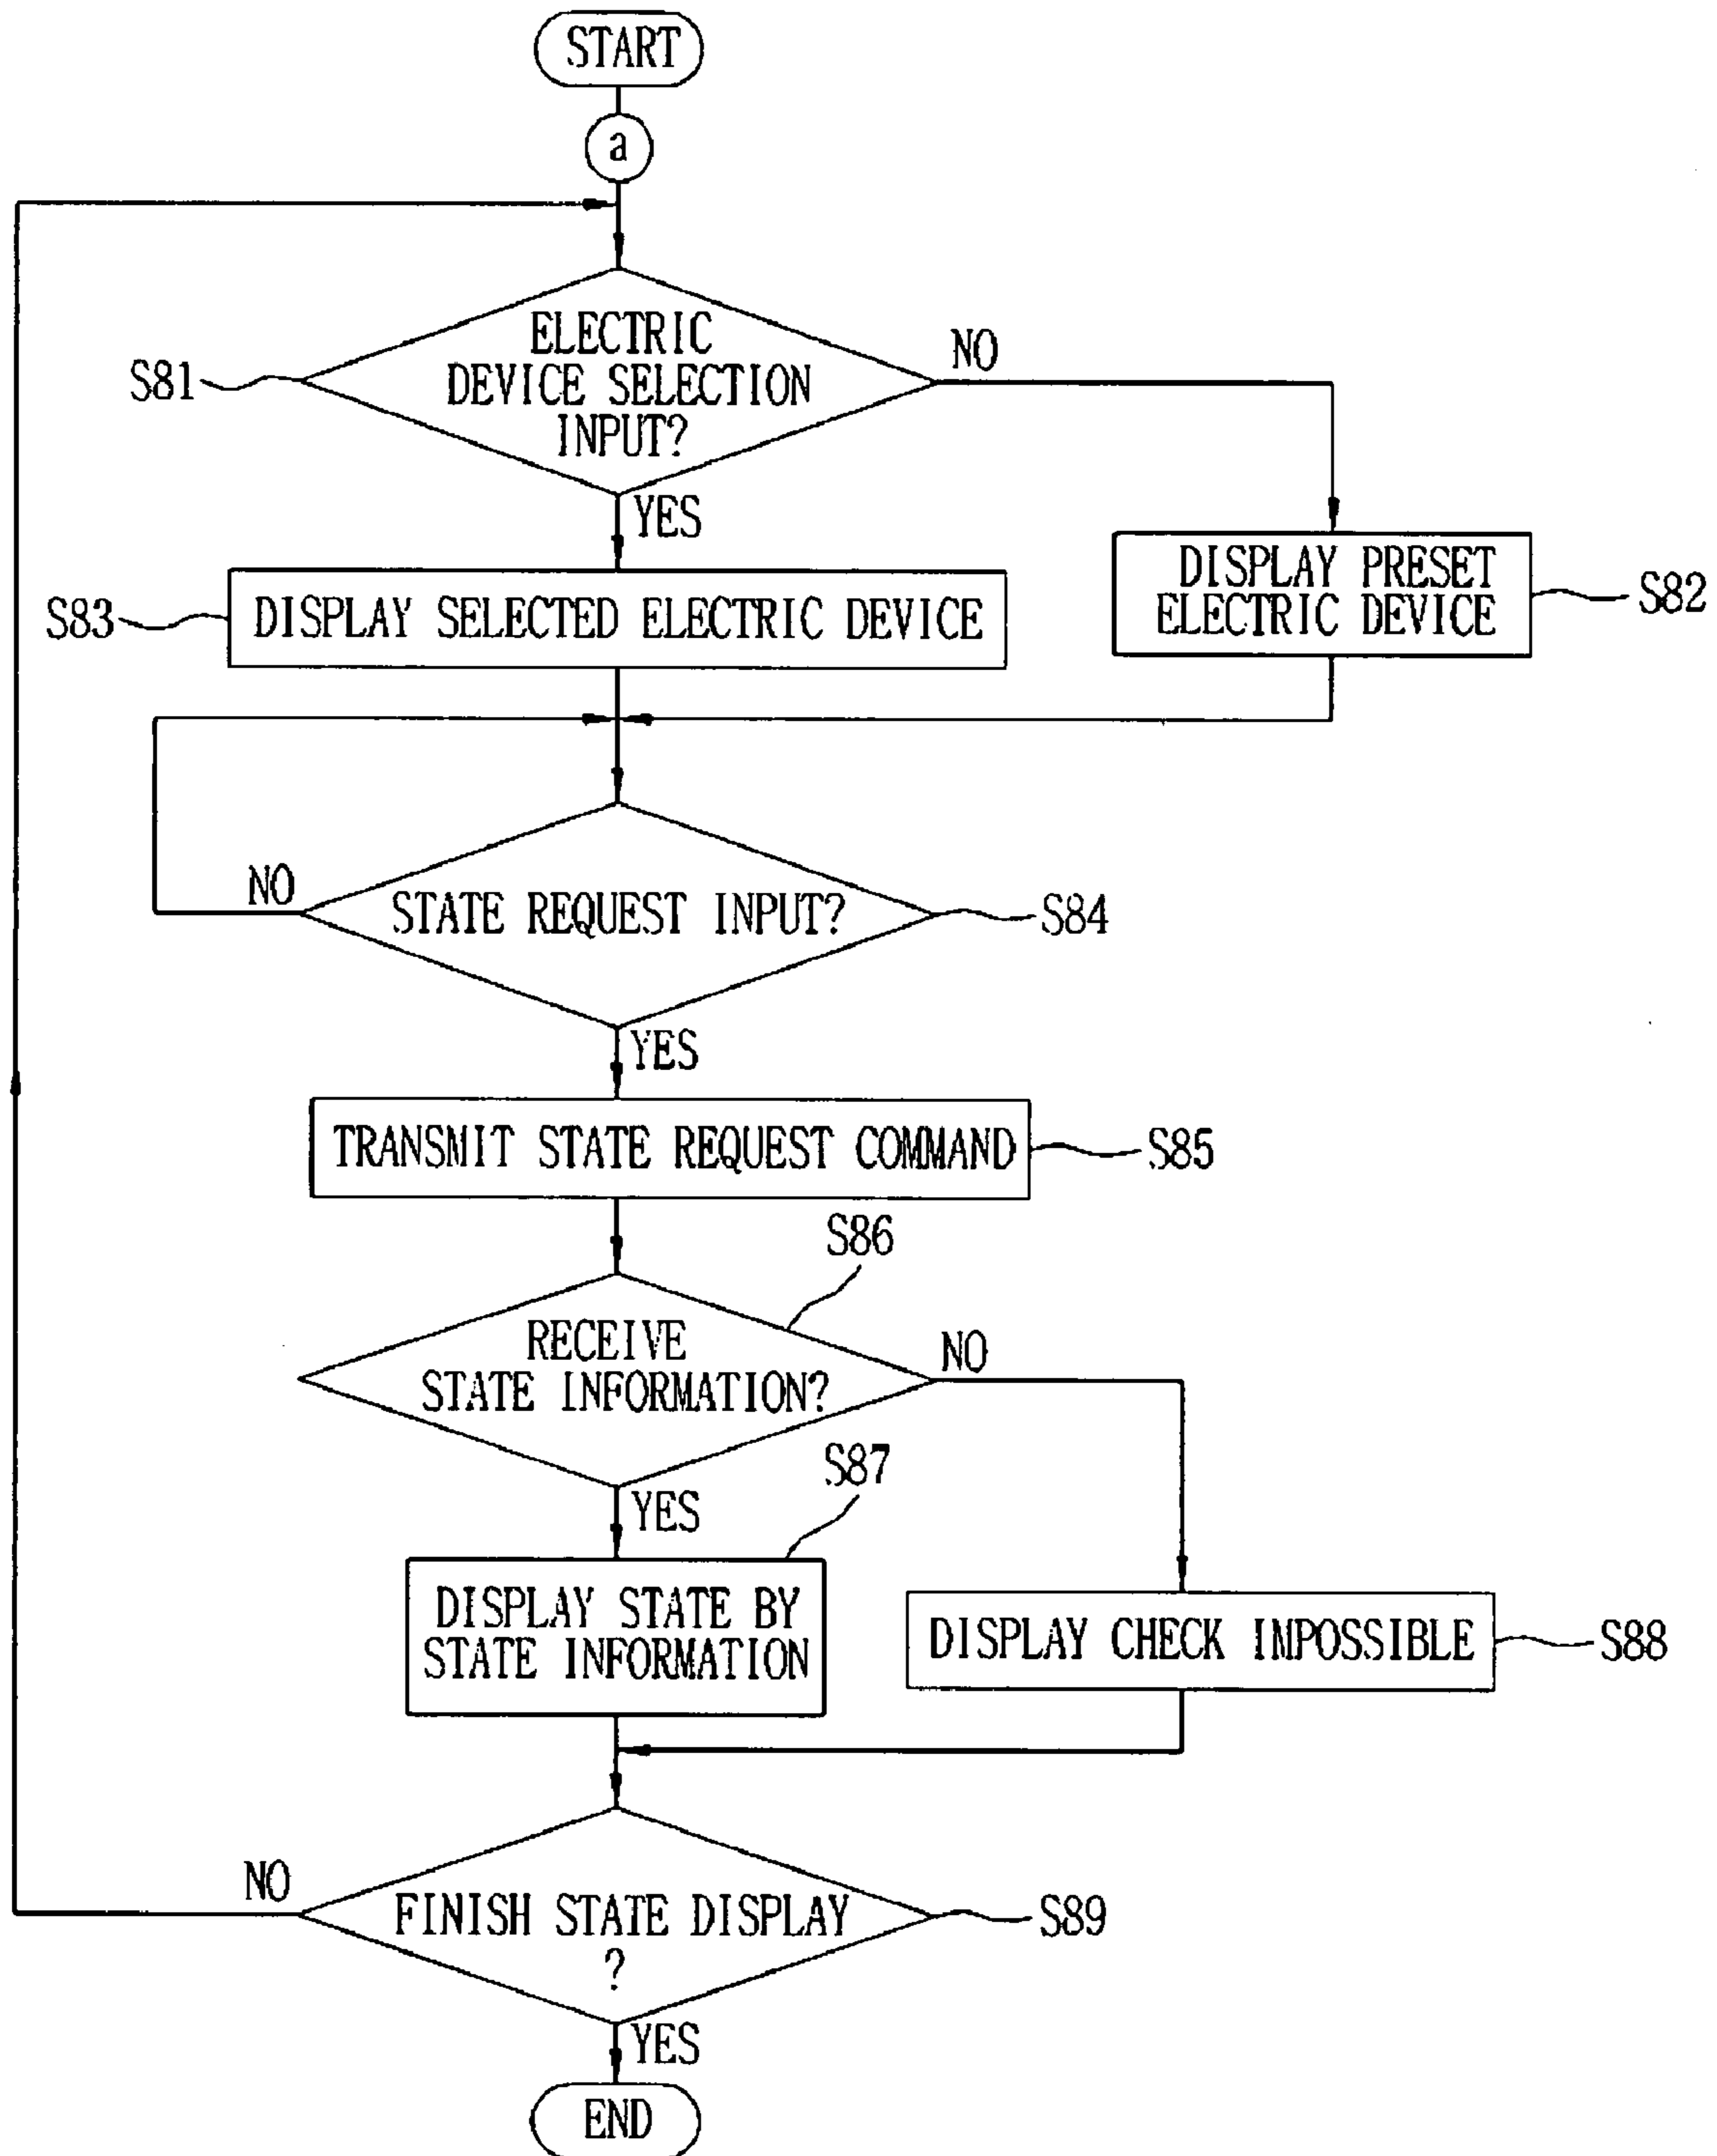 START
a
ELECTRIC
DEVICE SELECTION
INPUT?
S81
NO
YES
DISPLAY PRESET
ELECTRIC DEVICE
S82
S83
DISPLAY SELECTED ELECTRIC DEVICE
NO
STATE REQUEST INPUT?
S84
YES
TRANSMIT STATE REQUEST COMMAND
S85
S86
RECEIVE
STATE INFORMATION?
NO
S87
YES
DISPLAY STATE BY
STATE INFORMATION
DISPLAY CHECK IMPOSSIBLE
S88
NO
FINISH STATE DISPLAY
?
S89
YES
END